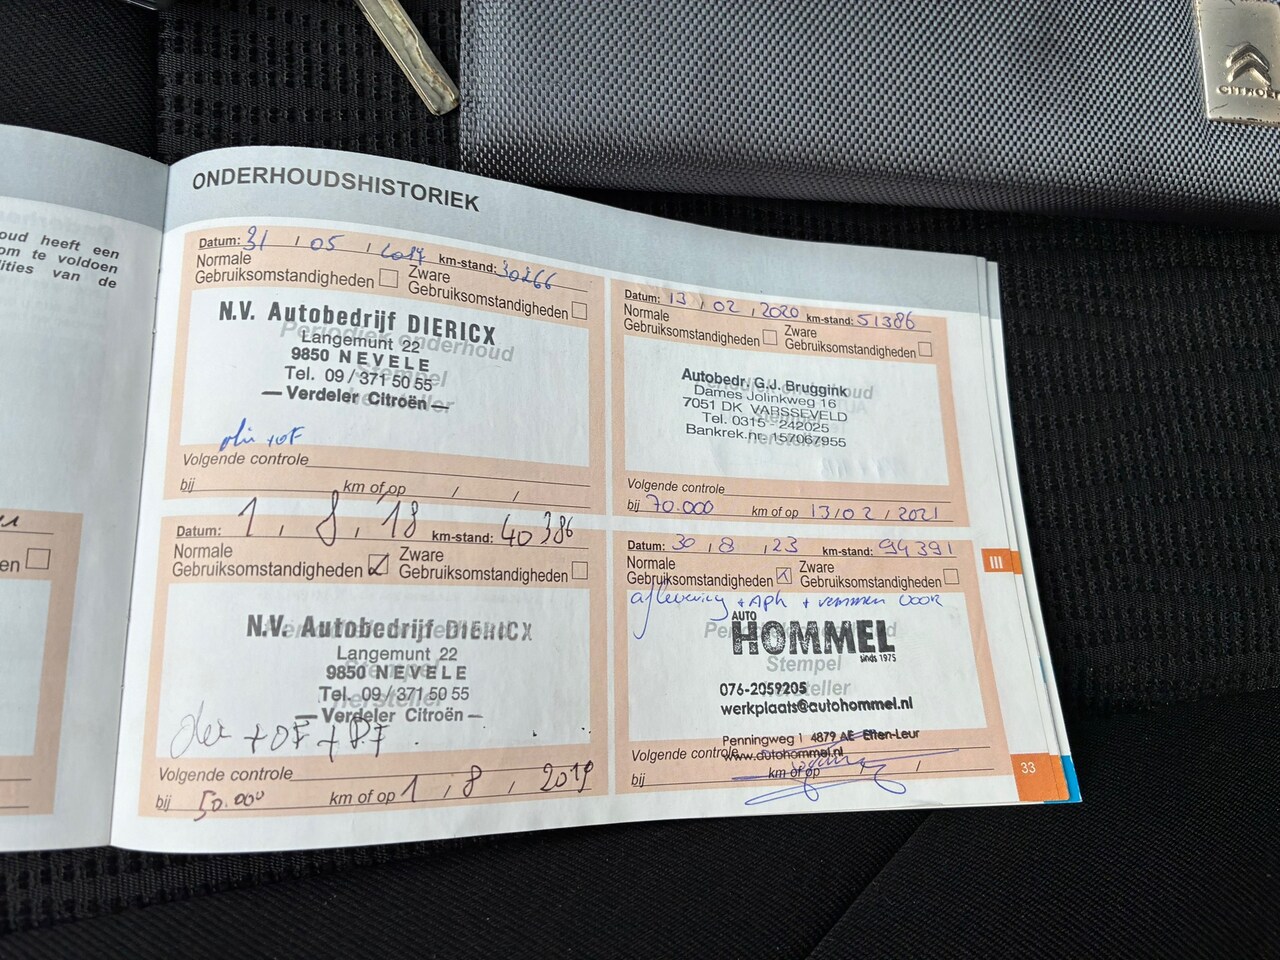 CITROËN
oud heeft een
om te voldoen
lities van de
en
ONDERHOUDSHISTORIEK
Datum: 31 / 05 / 2017 km-stand: 30266
Normale
Gebruiksomstandigheden
Zware
Gebruiksomstandigheden
Periodiek onderhoud
Stempel
hersteller
N.V. Autobedrijf DIERICX
Langemunt 22
9850 NEVELE
Tel. 09/371 50 55
— Verdeler Citroën —
olie + OF
Volgende controle
bij km of op / /
Datum: 1 / 8 / 18 km-stand: 40386
Normale
Gebruiksomstandigheden
Zware
Gebruiksomstandigheden
N.V. Autobedrijf DIERICX
Langemunt 22
9850 NEVELE
Tel. 09/371 50 55
— Verdeler Citroën —
olie + OF + PF
Volgende controle
bij 50.000 km of op 1 / 8 / 2019
Datum: 13 / 02 / 2020 km-stand: 51386
Normale
Gebruiksomstandigheden
Zware
Gebruiksomstandigheden
Autobedr. G.J. Bruggink
Dames Jolinkweg 16
7051 DK VARSSEVELD
Tel. 0315 - 242025
Bankrek.nr. 157067955
Volgende controle
bij 70.000 km of op 13/02/2021
Datum: 30 / 8 / 23 km-stand: 94391
Normale
Gebruiksomstandigheden
Zware
Gebruiksomstandigheden
aflevering + APK + remmen voor
Stempel
hersteller
AUTO
HOMMEL
sinds 1975
076-2059205
werkplaats@autohommel.nl
Penningweg 1 4879 AE Etten-Leur
www.autohommel.nl
Volgende controle
bij km of op / /
III
33